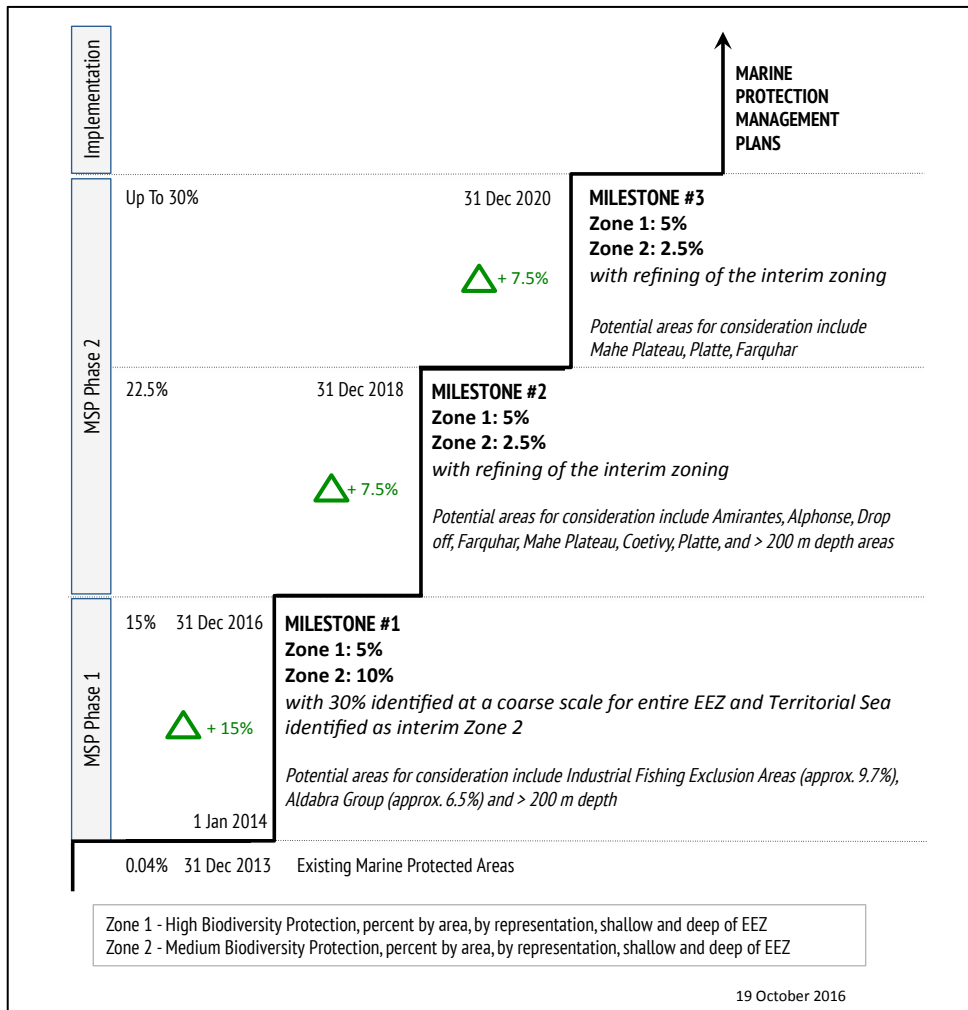 Implementation
MARINE
PROTECTION
MANAGEMENT
PLANS
MSP Phase 2
Up To 30%
31 Dec 2020
MILESTONE #3
Zone 1: 5%
Zone 2: 2.5%
with refining of the interim zoning
+ 7.5%
Potential areas for consideration include
Mahe Plateau, Platte, Farquhar
22.5%
31 Dec 2018
MILESTONE #2
Zone 1: 5%
Zone 2: 2.5%
with refining of the interim zoning
+ 7.5%
Potential areas for consideration include Amirantes, Alphonse, Drop
off, Farquhar, Mahe Plateau, Coetivy, Platte, and > 200 m depth areas
MSP Phase 1
15%
31 Dec 2016
MILESTONE #1
Zone 1: 5%
Zone 2: 10%
with 30% identified at a coarse scale for entire EEZ and Territorial Sea
identified as interim Zone 2
+ 15%
Potential areas for consideration include Industrial Fishing Exclusion Areas (approx. 9.7%),
Aldabra Group (approx. 6.5%) and > 200 m depth
1 Jan 2014
0.04%
31 Dec 2013
Existing Marine Protected Areas
Zone 1 - High Biodiversity Protection, percent by area, by representation, shallow and deep of EEZ
Zone 2 - Medium Biodiversity Protection, percent by area, by representation, shallow and deep of EEZ
19 October 2016